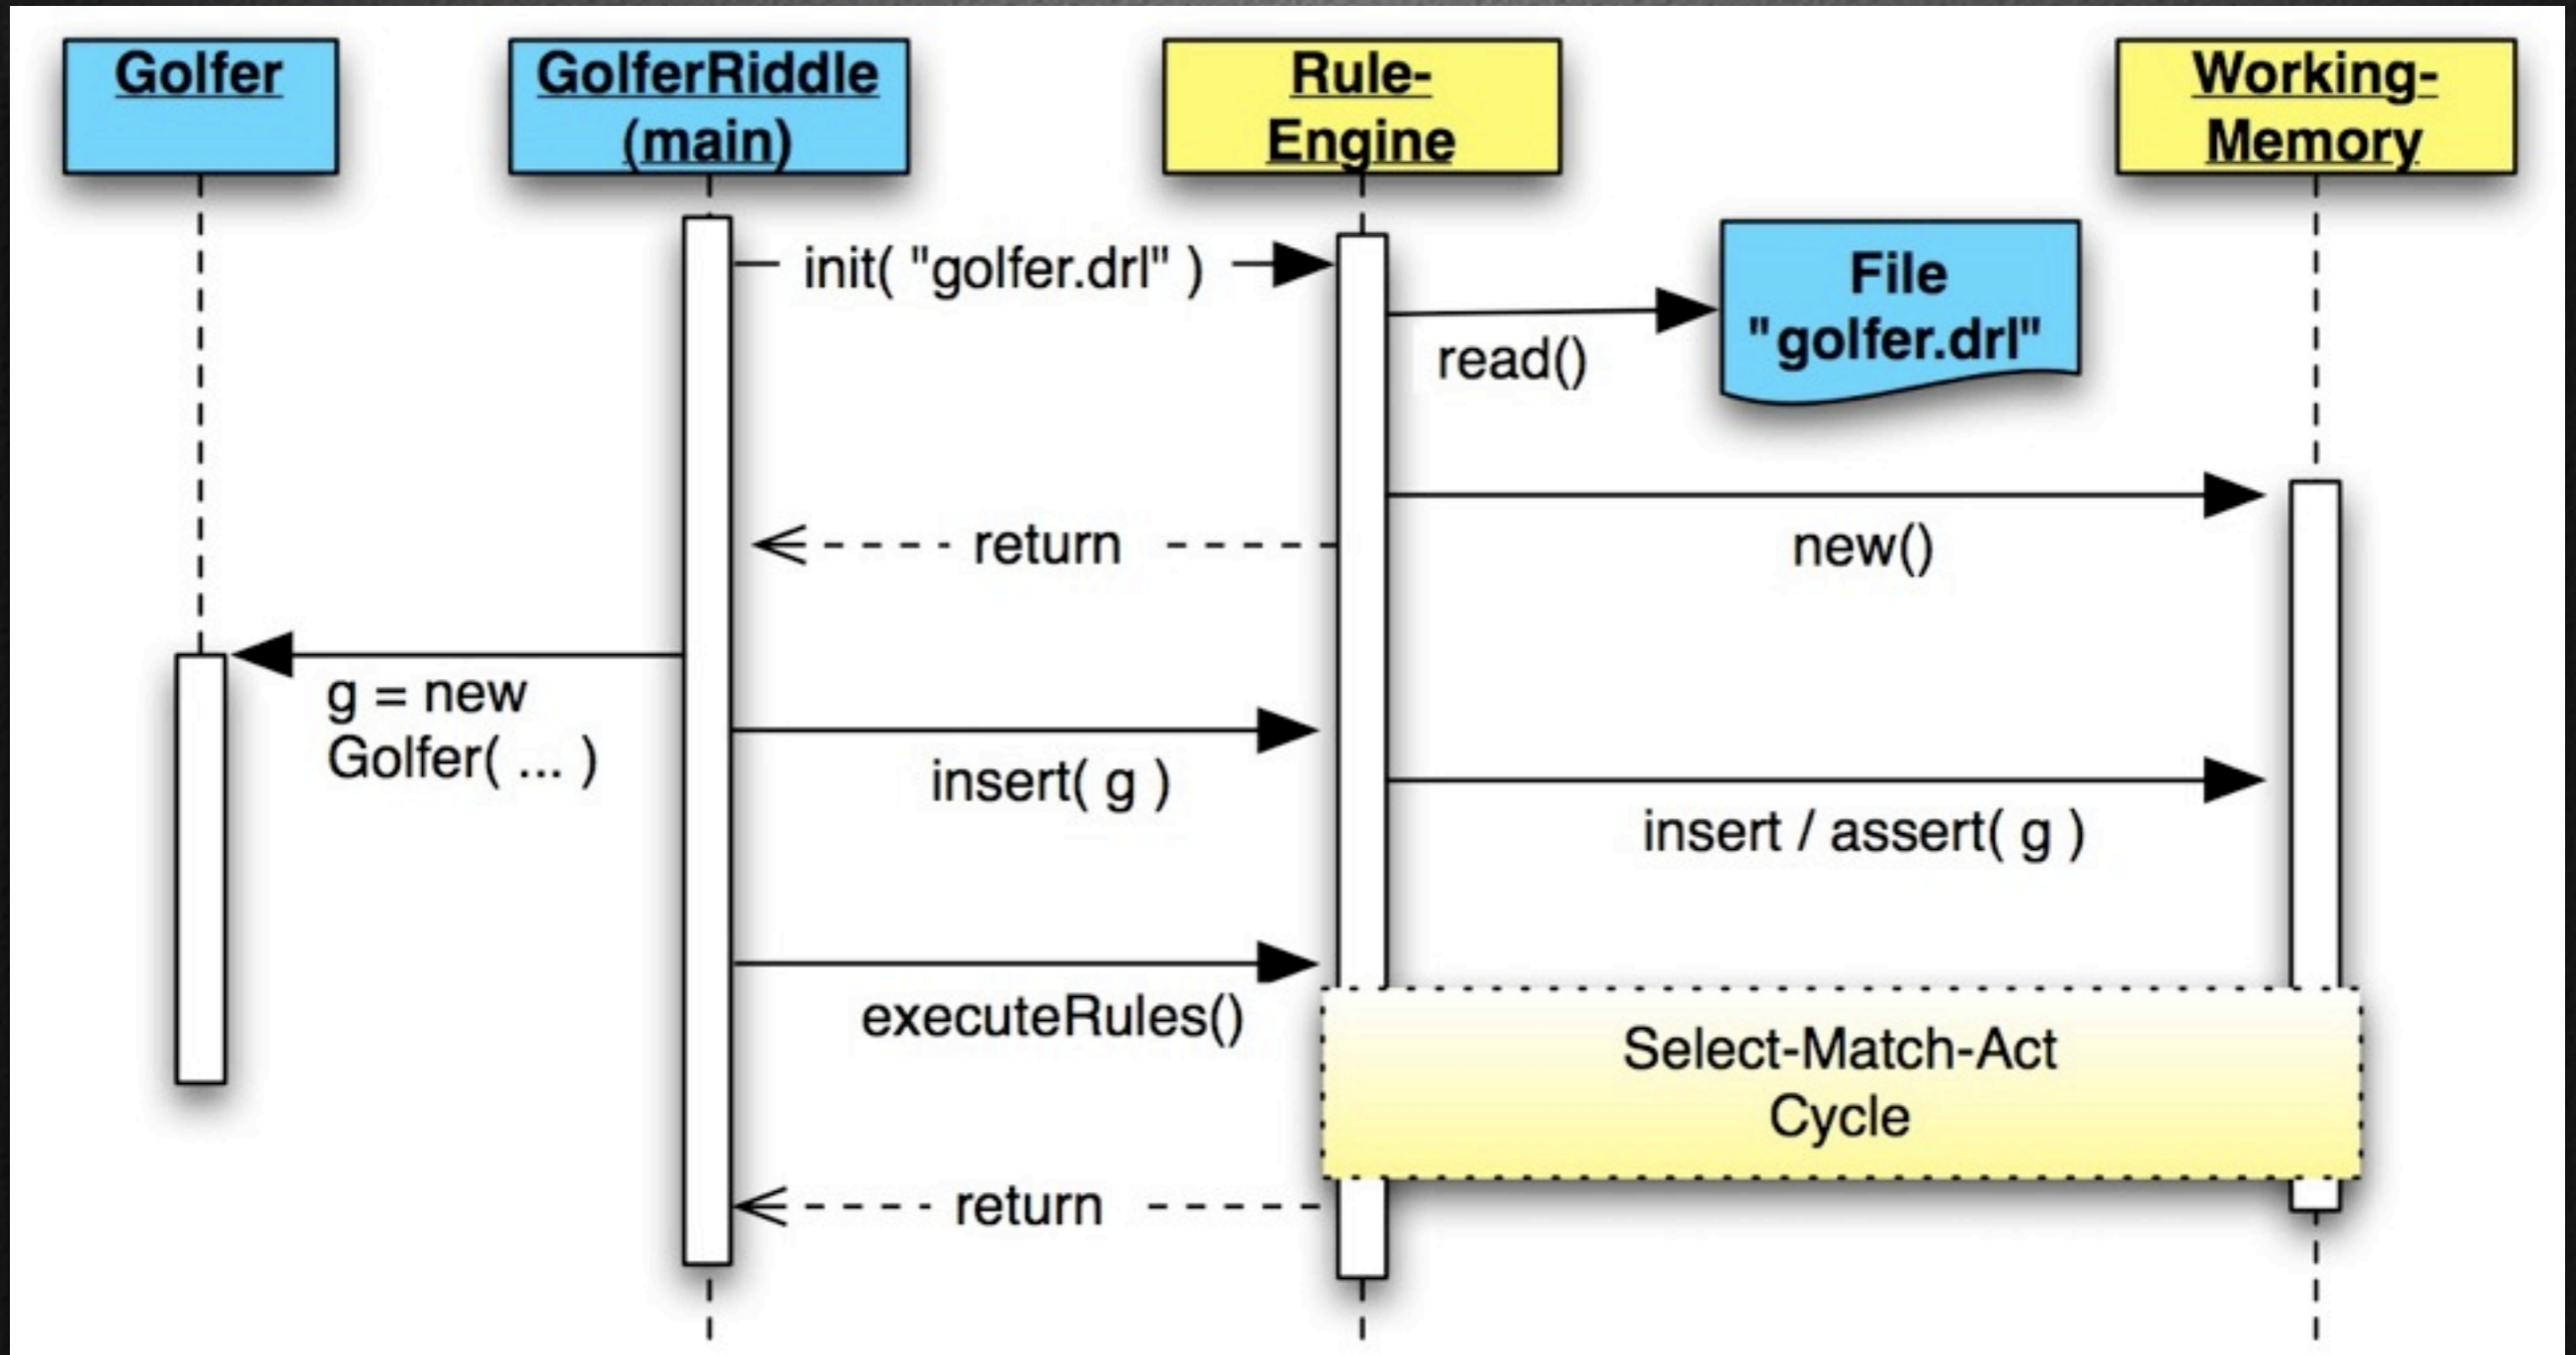 Golfer
GolferRiddle
(main)
Rule-
Engine
Working-
Memory
init( "golfer.drl" )
File
"golfer.drl"
read()
new()
return
g = new
Golfer( ... )
insert( g )
insert / assert( g )
executeRules()
Select-Match-Act
Cycle
return